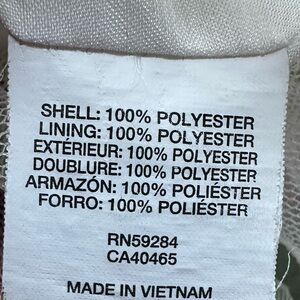 SHELL: 100% POLYESTER
LINING: 100% POLYESTER
EXTÉRIEUR: 100% POLYESTER
DOUBLURE: 100% POLYESTER
ARMAZÓN: 100% POLIÉSTER
FORRO: 100% POLIÉSTER
RN59284
CA40465
MADE IN VIETNAM